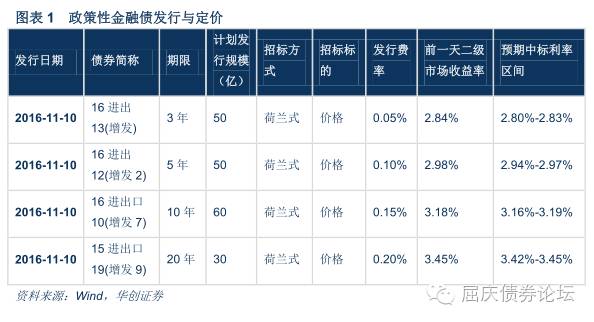 图表 1 政策性金融债发行与定价
发行日期 债券简称 期限 计划发行规模（亿） 招标方式 招标标的 发行费率 前一天二级市场收益率 预期中标利率区间
2016-11-10 16 进出13(增发) 3 年 50 荷兰式 价格 0.05% 2.84% 2.80%-2.83%
2016-11-10 16 进出12(增发 2) 5 年 50 荷兰式 价格 0.10% 2.98% 2.94%-2.97%
2016-11-10 16 进出口10(增发 7) 10 年 60 荷兰式 价格 0.15% 3.18% 3.16%-3.19%
2016-11-10 15 进出口19(增发 9) 20 年 30 荷兰式 价格 0.20% 3.45% 3.42%-3.45%
资料来源：Wind，华创证券
屈庆债券论坛